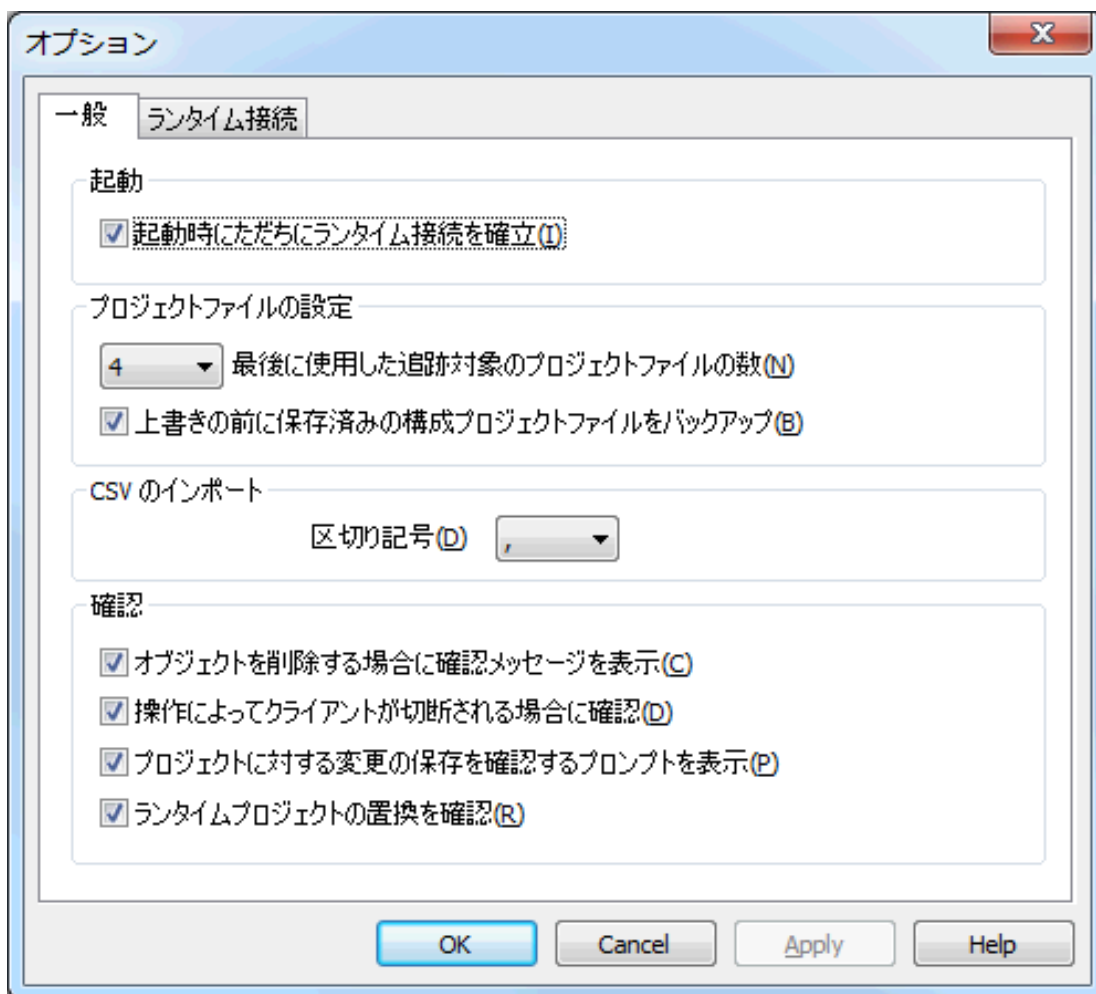 オプション
一般
ランタイム接続
起動
起動時にただちにランタイム接続を確立(I)
プロジェクトファイルの設定
4 最後に使用した追跡対象のプロジェクトファイルの数(N)
上書きの前に保存済みの構成プロジェクトファイルをバックアップ(B)
CSV のインポート
区切り記号(D) ,
確認
オブジェクトを削除する場合に確認メッセージを表示(C)
操作によってクライアントが切断される場合に確認(D)
プロジェクトに対する変更の保存を確認するプロンプトを表示(P)
ランタイムプロジェクトの置換を確認(R)
OK Cancel Apply Help